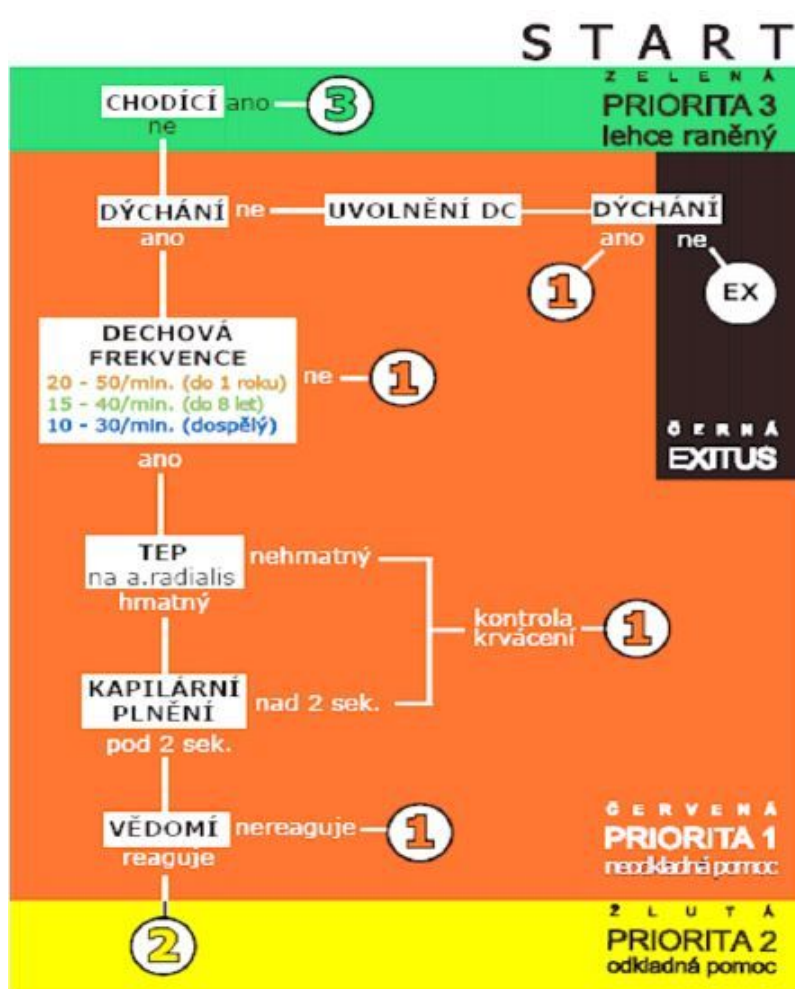 START
ZELENÁ
PRIORITA 3
lehce raněný
CHODÍCÍ ano
3
ne
DÝCHÁNÍ ne
UVOLNĚNÍ DC
DÝCHÁNÍ
ano
ano
ne
1
EX
DECHOVÁ
FREKVENCE
20 - 50/min. (do 1 roku)
15 - 40/min. (do 8 let)
10 - 30/min. (dospělý)
ne
1
ano
ČERNÁ
EXITUS
TEP
na a.radialis
nehmatný
hmatný
kontrola
krvácení
1
KAPILÁRNÍ
PLNĚNÍ
nad 2 sek.
pod 2 sek.
VĚDOMÍ nereaguje
1
reaguje
ČERVENÁ
PRIORITA 1
neodkladná pomoc
2
ŽLUTÁ
PRIORITA 2
odkladná pomoc